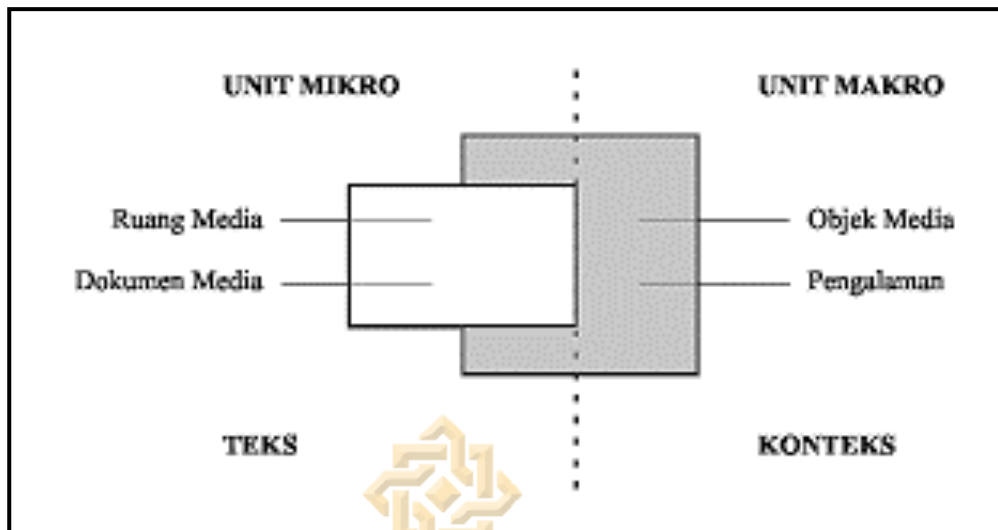 UNIT MIKRO
UNIT MAKRO
Ruang Media
Objek Media
Dokumen Media
Pengalaman
TEKS
KONTEKS